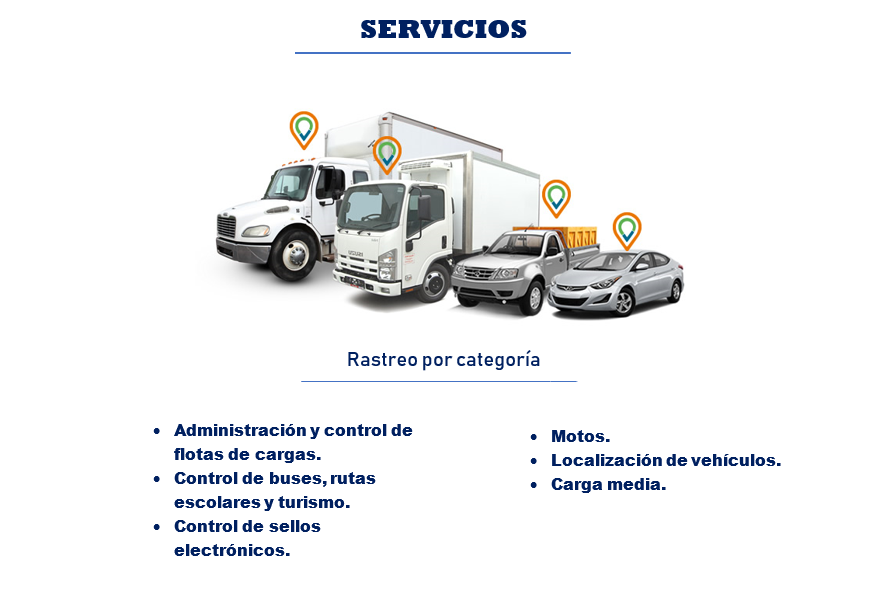 SERVICIOS
ISUZU
Rastreo por categoría
• Administración y control de
flotas de cargas.
• Control de buses, rutas
escolares y turismo.
• Control de sellos
electrónicos.
• Motos.
• Localización de vehículos.
• Carga media.